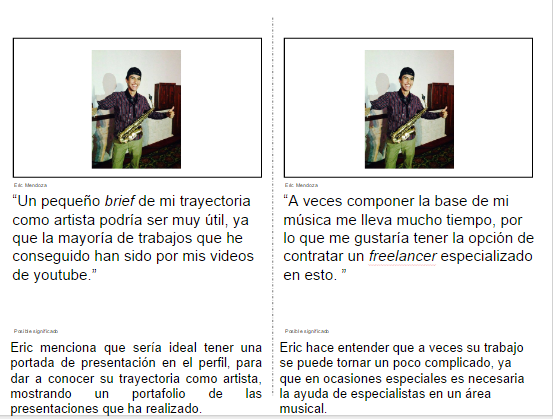 Eric Mendoza
“Un pequeño brief de mi trayectoria
como artista podría ser muy útil, ya
que la mayoría de trabajos que he
conseguido han sido por mis videos
de youtube.”
Posible significado
Eric menciona que sería ideal tener una
portada de presentación en el perfil, para
dar a conocer su trayectoria como artista,
mostrando un portafolio de las
presentaciones que ha realizado.
Eric Mendoza
“A veces componer la base de mi
música me lleva mucho tiempo, por
lo que me gustaría tener la opción de
contratar un freelancer especializado
en esto. ”
Posible significado
Eric hace entender que a veces su trabajo
se puede tornar un poco complicado, ya
que en ocasiones especiales es necesaria
la ayuda de especialistas en un área
musical.